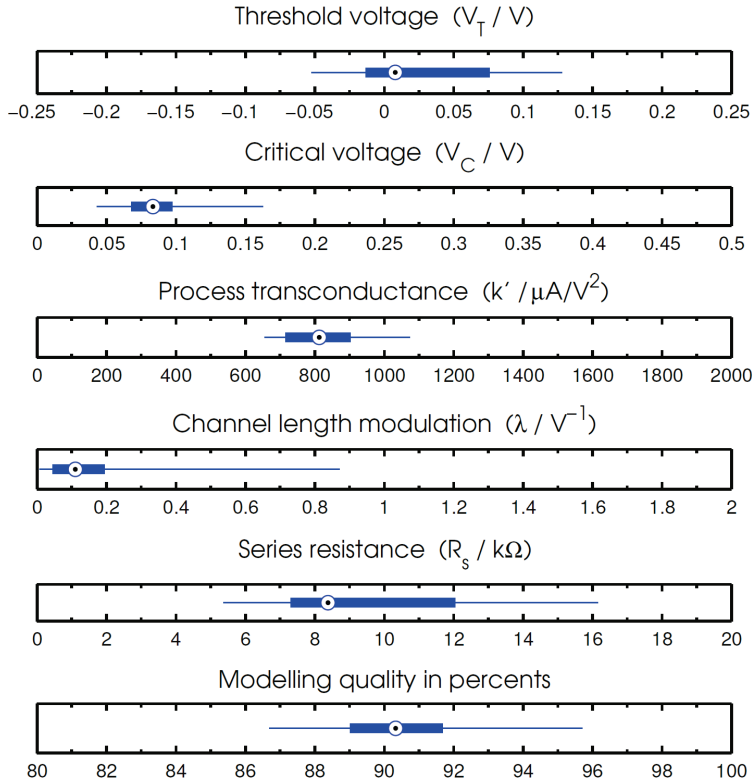 Threshold voltage (V_T / V)
−0.25 −0.2 −0.15 −0.1 −0.05 0 0.05 0.1 0.15 0.2 0.25
Critical voltage (V_C / V)
0 0.05 0.1 0.15 0.2 0.25 0.3 0.35 0.4 0.45 0.5
Process transconductance (k′ / μA/V²)
0 200 400 600 800 1000 1200 1400 1600 1800 2000
Channel length modulation (λ / V⁻¹)
0 0.2 0.4 0.6 0.8 1 1.2 1.4 1.6 1.8 2
Series resistance (R_s / kΩ)
0 2 4 6 8 10 12 14 16 18 20
Modelling quality in percents
80 82 84 86 88 90 92 94 96 98 100